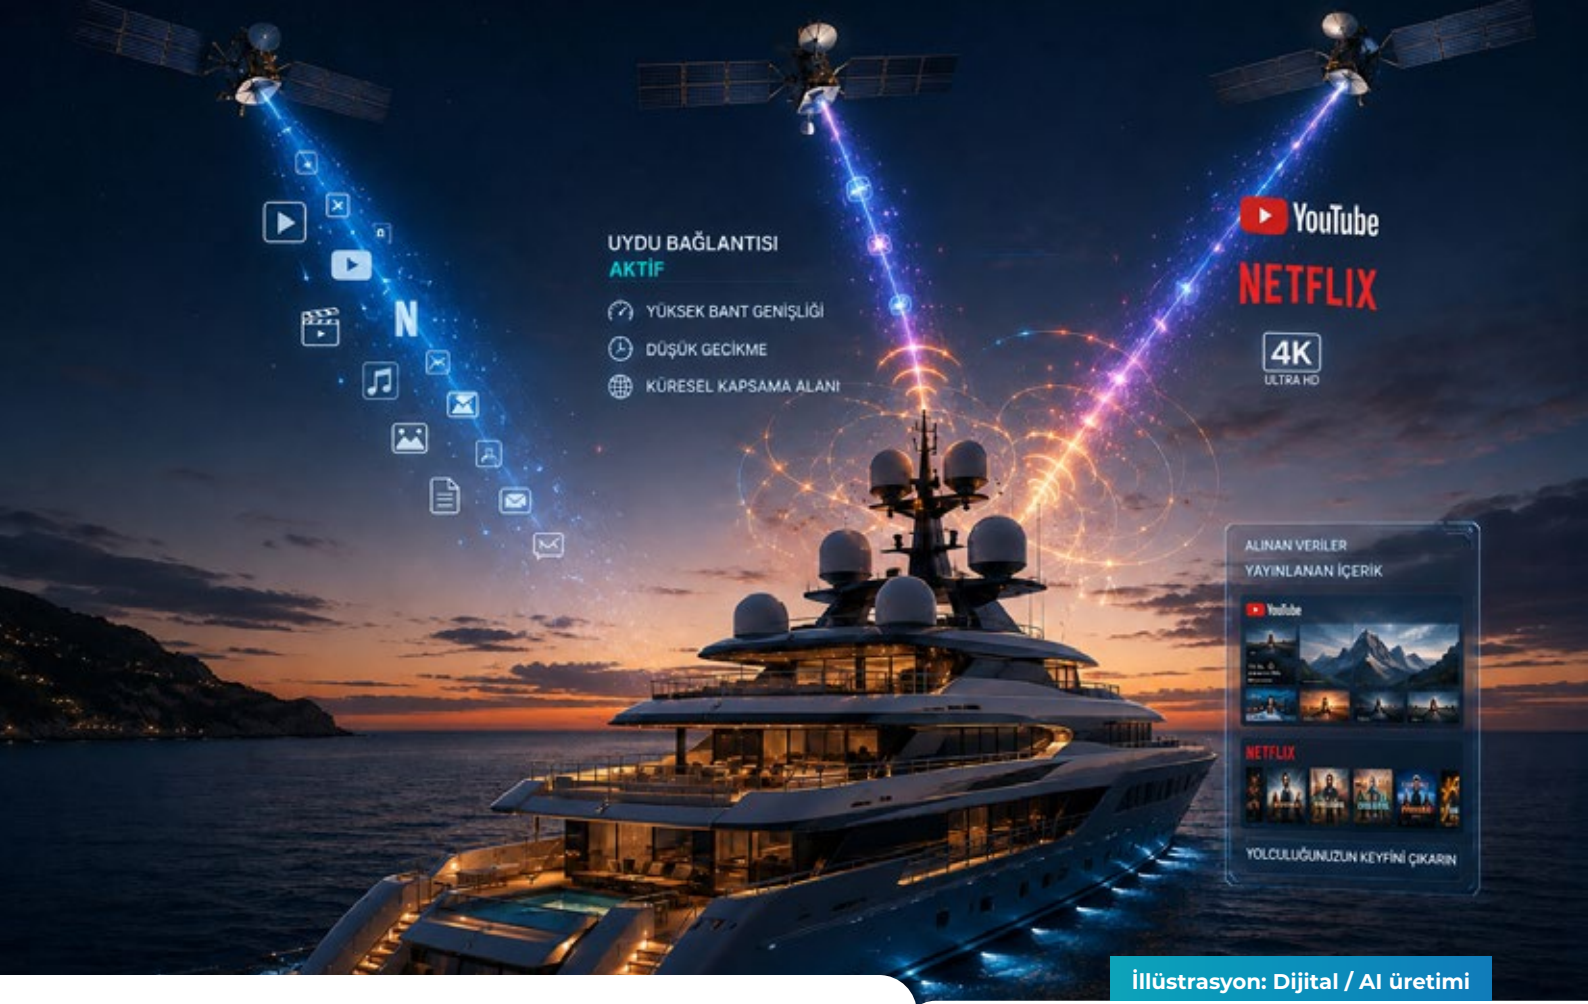 UYDU BAĞLANTISI
AKTİF
YÜKSEK BANT GENİŞLİĞİ
DÜŞÜK GECİKME
KÜRESEL KAPSAMA ALANI
N
YouTube
NETFLIX
4K
ULTRA HD
ALINAN VERİLER
YAYINLANAN İÇERİK
YouTube
NETFLIX
YOLCULUĞUNUZUN KEYFİNİ ÇIKARIN
İllüstrasyon: Dijital / AI üretimi